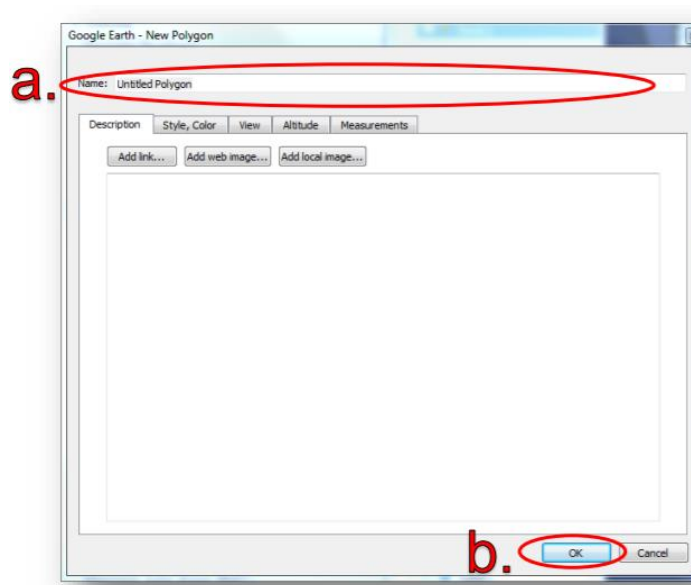 Google Earth - New Polygon
a.
Name: Untitled Polygon
Description Style, Color View Altitude Measurements
Add link... Add web image... Add local image...
b.
OK Cancel